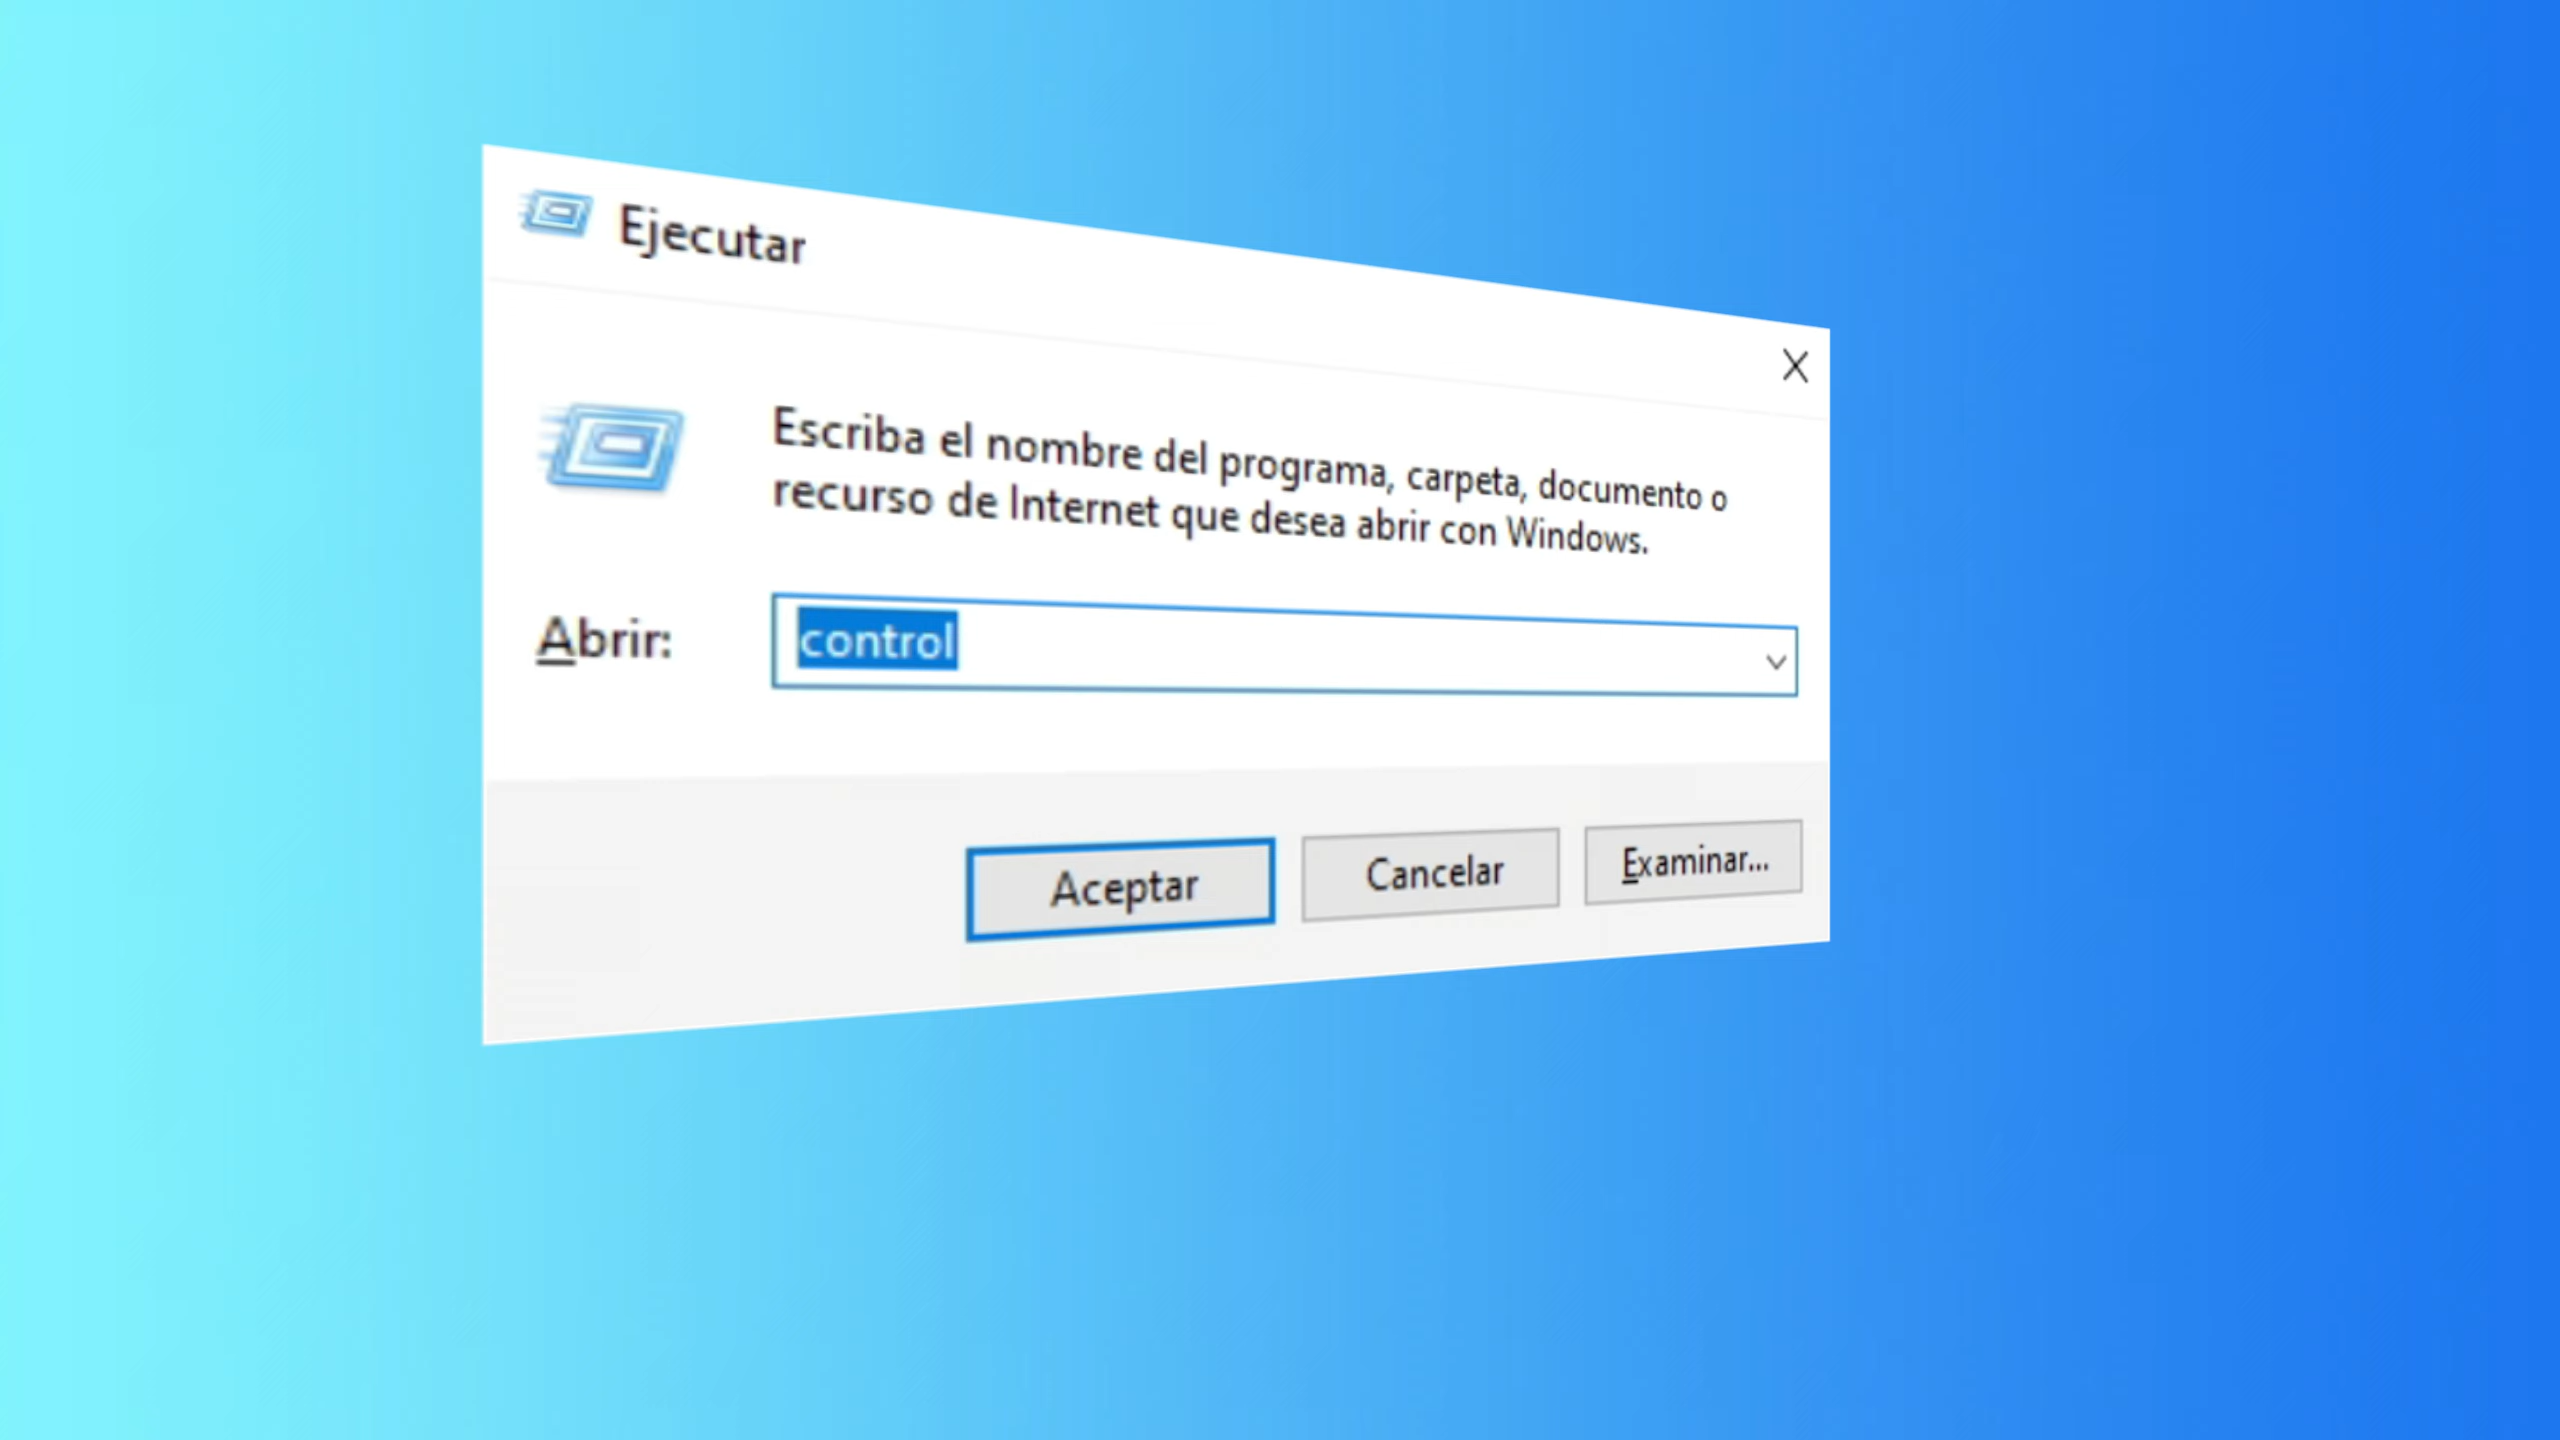 Ejecutar
Escriba el nombre del programa, carpeta, documento o
recurso de Internet que desea abrir con Windows.
Abrir:
control
Aceptar
Cancelar
Examinar...